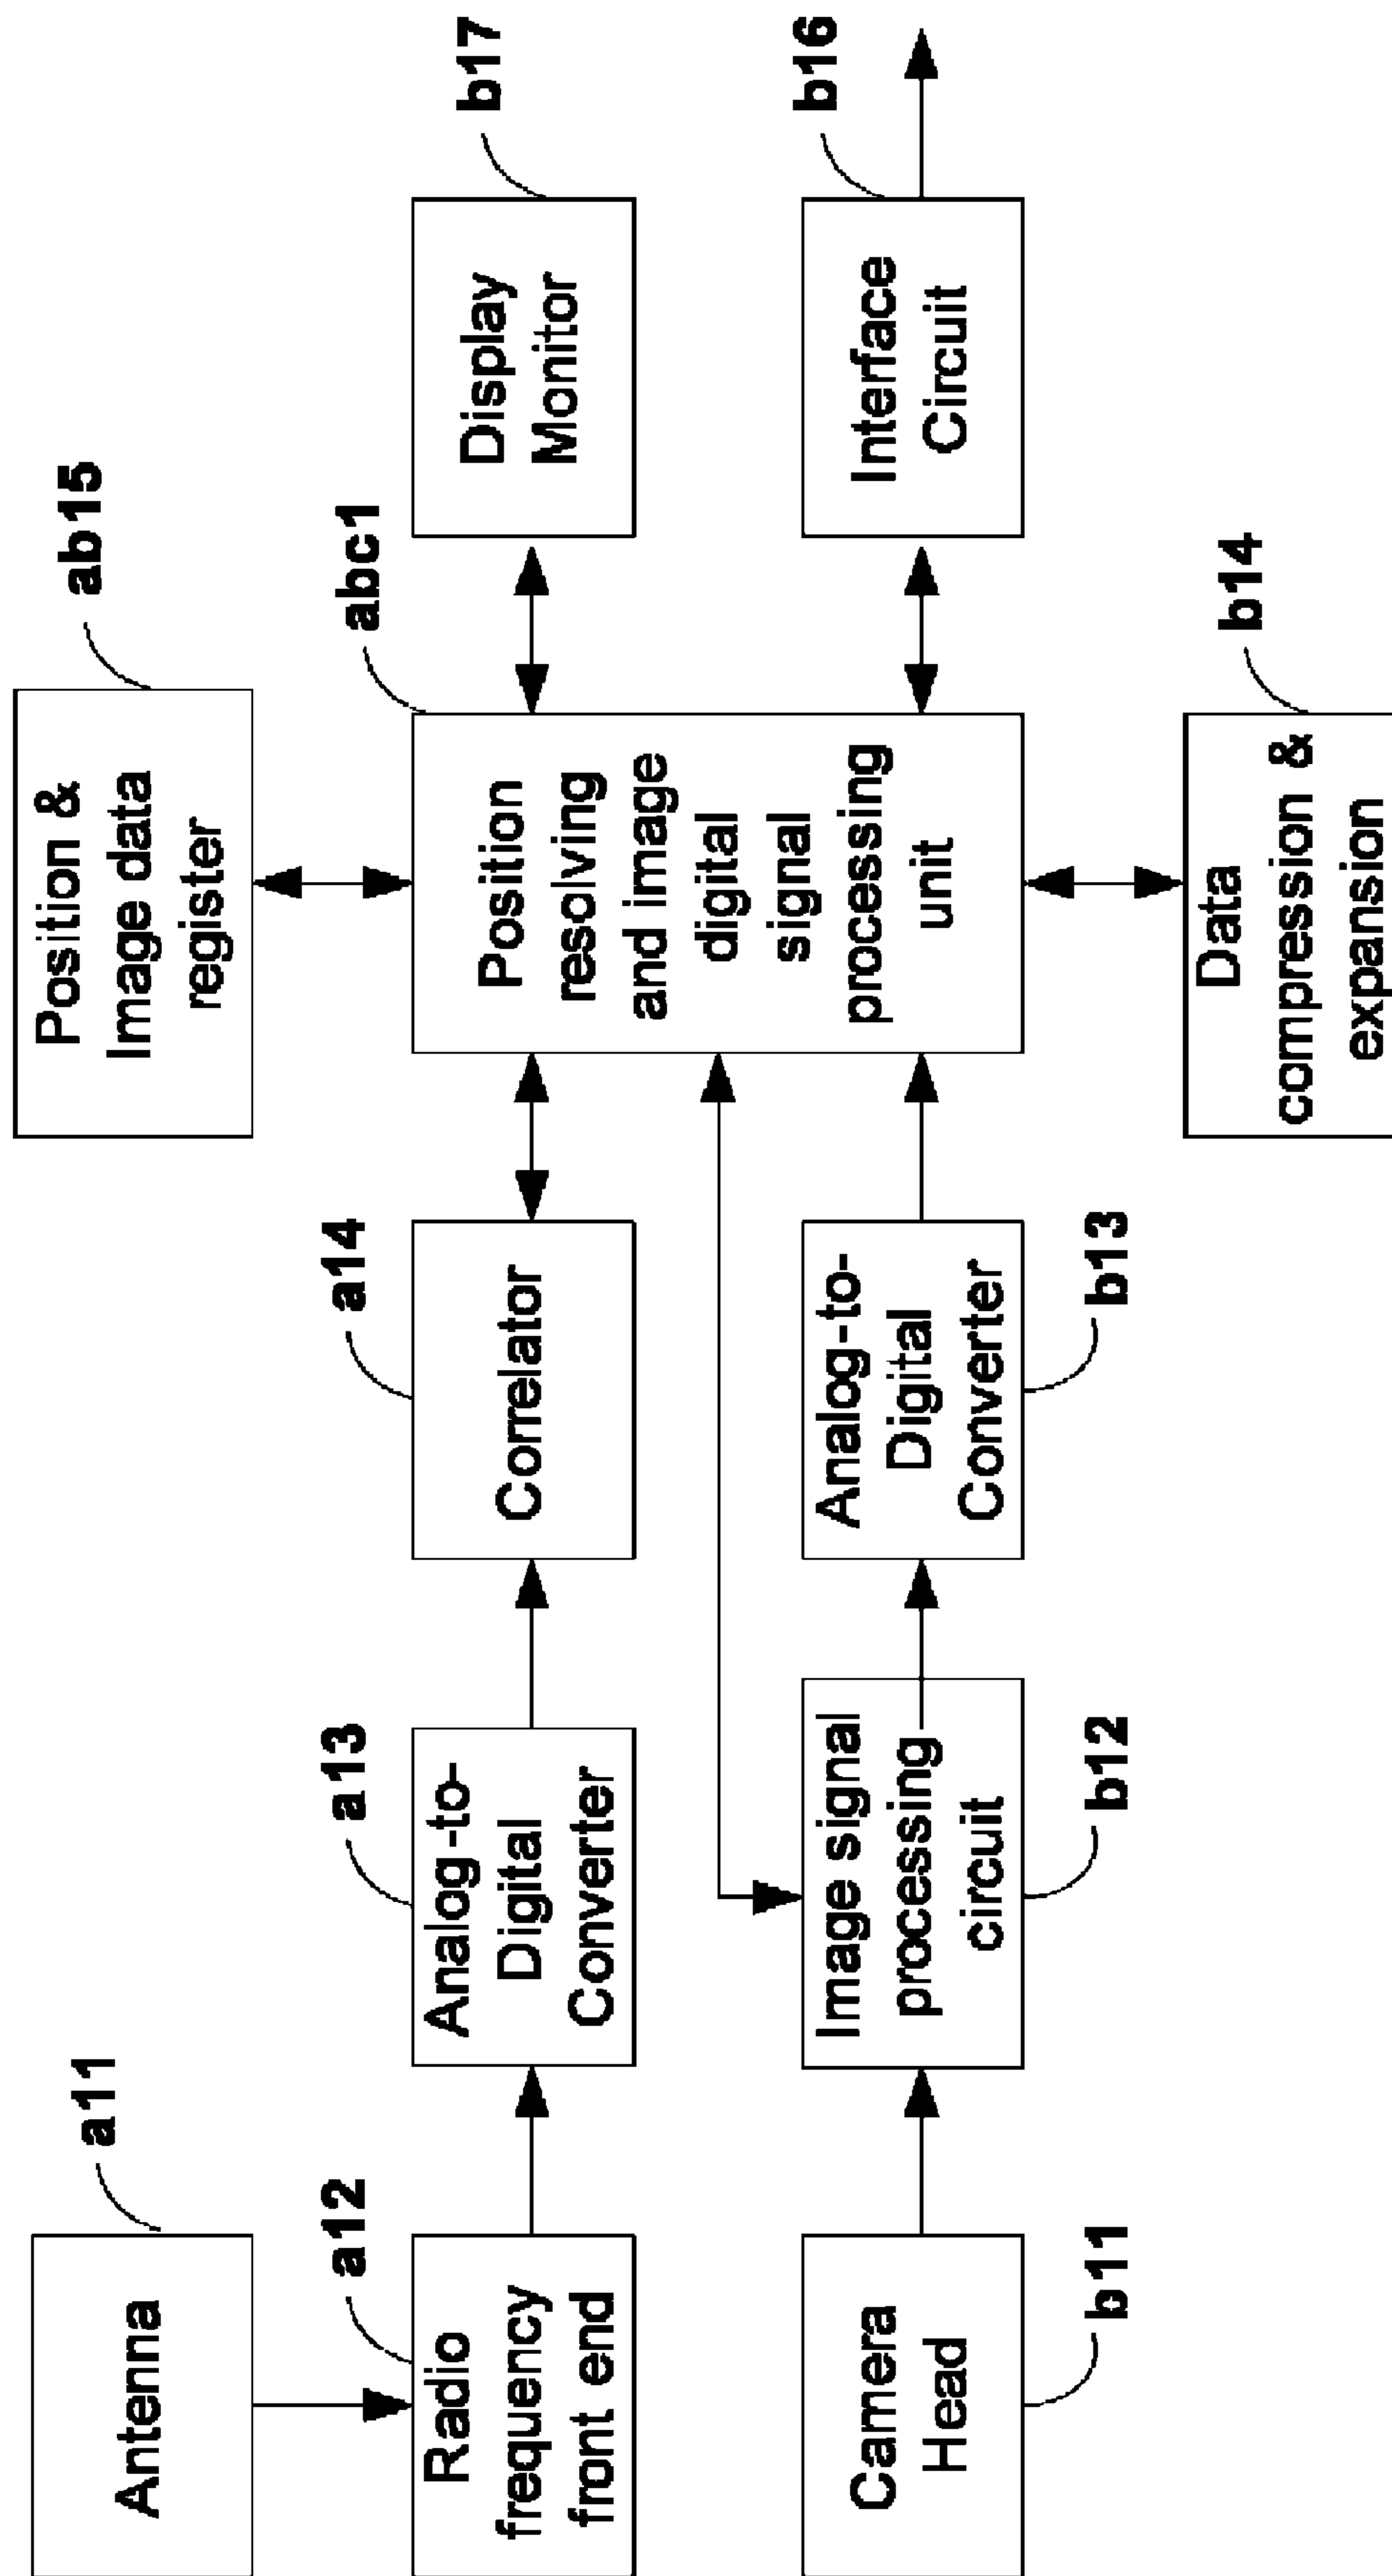 Antenna
a11
Position &
Image data
register
ab15
Radio
frequency
front end
a12
Analog-to-
Digital
Converter
a13
Correlator
a14
Position
resolving
and image
digital
signal
processing
unit
abc1
Display
Monitor
b17
Camera
Head
b11
Image signal
processing
circuit
b12
Analog-to-
Digital
Converter
b13
Interface
Circuit
b16
Data
compression &
expansion
b14